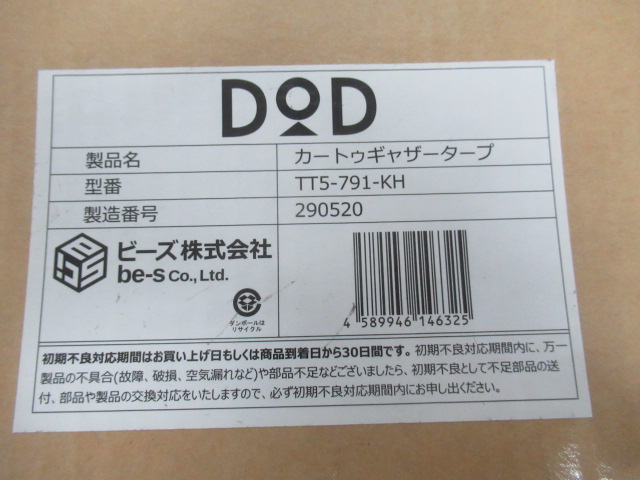 DOD
製品名 カートゥギャザータープ
型番 TT5-791-KH
製造番号 290520
ビーズ株式会社
be-s Co.,Ltd.
ダンボールは
リサイクル
4 589946 146325
初期不良対応期間はお買い上げ日もしくは商品到着日から30日間です。初期不良対応期間内に、万一
製品の不具合(故障、破損、空気漏れなど)や部品不足などございましたら、初期不良として不足部品の送
付、部品や製品の交換対応をいたしますので、必ず初期不良対応期間内にお申し出ください。